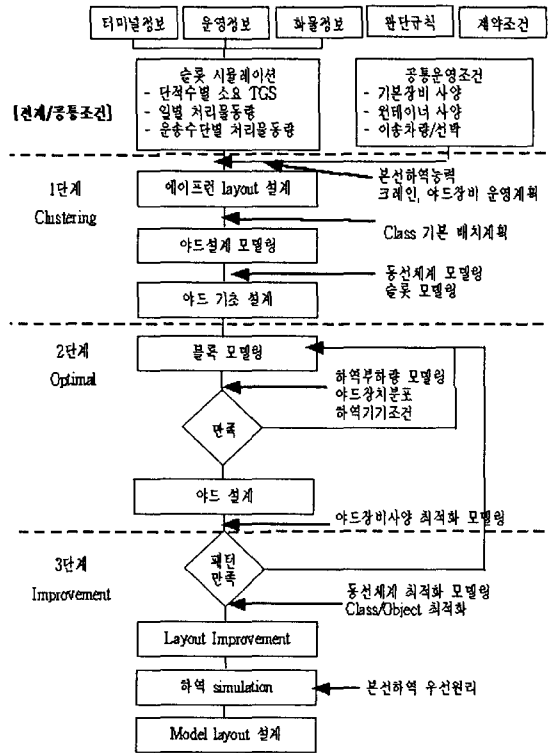 터미널정보 운영정보 화물정보 판단규칙 제약조건
[전제/공통조건]
슬롯 시뮬레이션
- 단적수별 소요 TGS
- 일별 처리물동량
- 운송수단별 처리물동량
공통운영조건
- 기본장비 사양
- 컨테이너 사양
- 이송차량/선박
본선하역능력
크레인, 야드장비 운영계획
1단계
Clustering
에이프런 layout 설계
Class 기본 배치계획
야드설계 모델링
동선체계 모델링
슬롯 모델링
야드 기초 설계
2단계
Optimal
블록 모델링
하역부하량 모델링
야드장치분포
하역기기조건
만족
야드 설계
야드장비사양 최적화 모델링
3단계
Improvement
패턴
만족
동선체계 최적화 모델링
Class/Object 최적화
Layout Improvement
하역 simulation
본선하역 우선원리
Model layout 설계